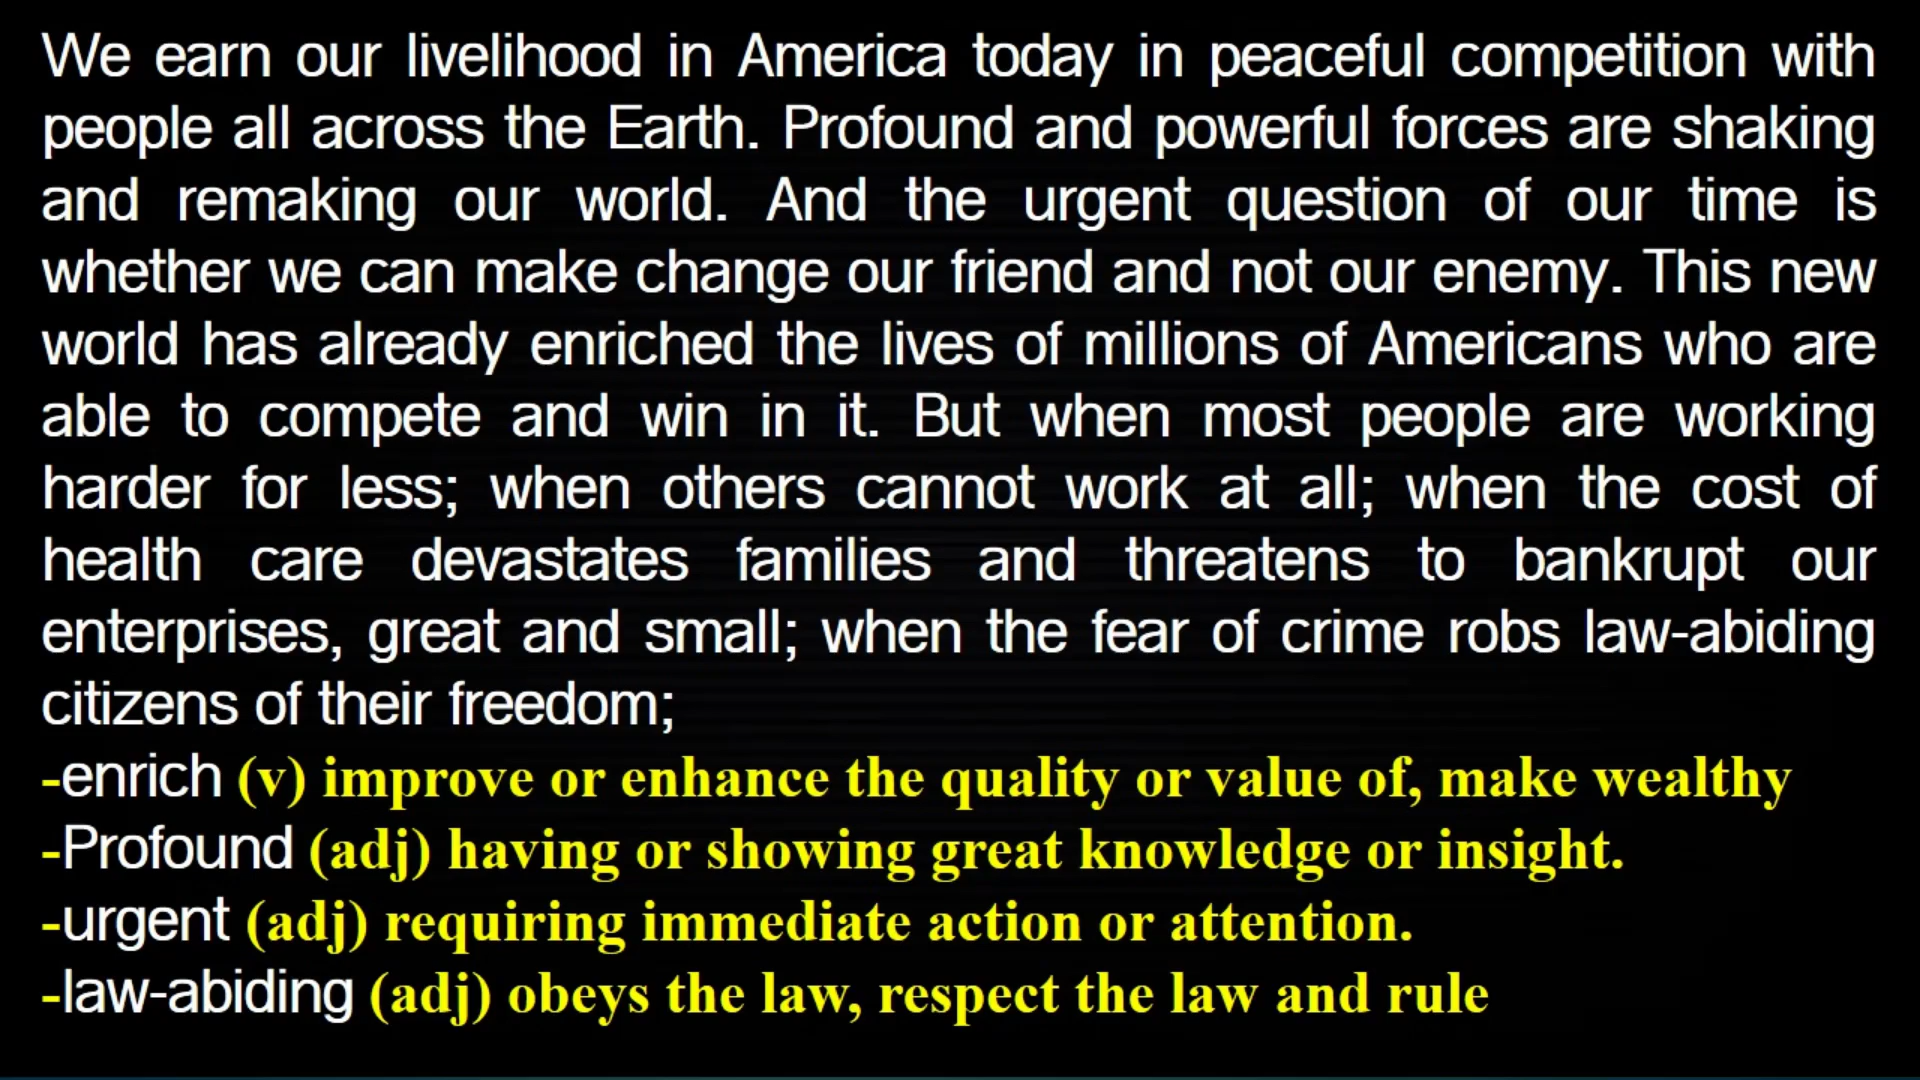 We earn our livelihood in America today in peaceful competition with
people all across the Earth. Profound and powerful forces are shaking
and remaking our world. And the urgent question of our time is
whether we can make change our friend and not our enemy. This new
world has already enriched the lives of millions of Americans who are
able to compete and win in it. But when most people are working
harder for less; when others cannot work at all; when the cost of
health care devastates families and threatens to bankrupt our
enterprises, great and small; when the fear of crime robs law-abiding
citizens of their freedom;
-enrich (v) improve or enhance the quality or value of, make wealthy
-Profound (adj) having or showing great knowledge or insight.
-urgent (adj) requiring immediate action or attention.
-law-abiding (adj) obeys the law, respect the law and rule